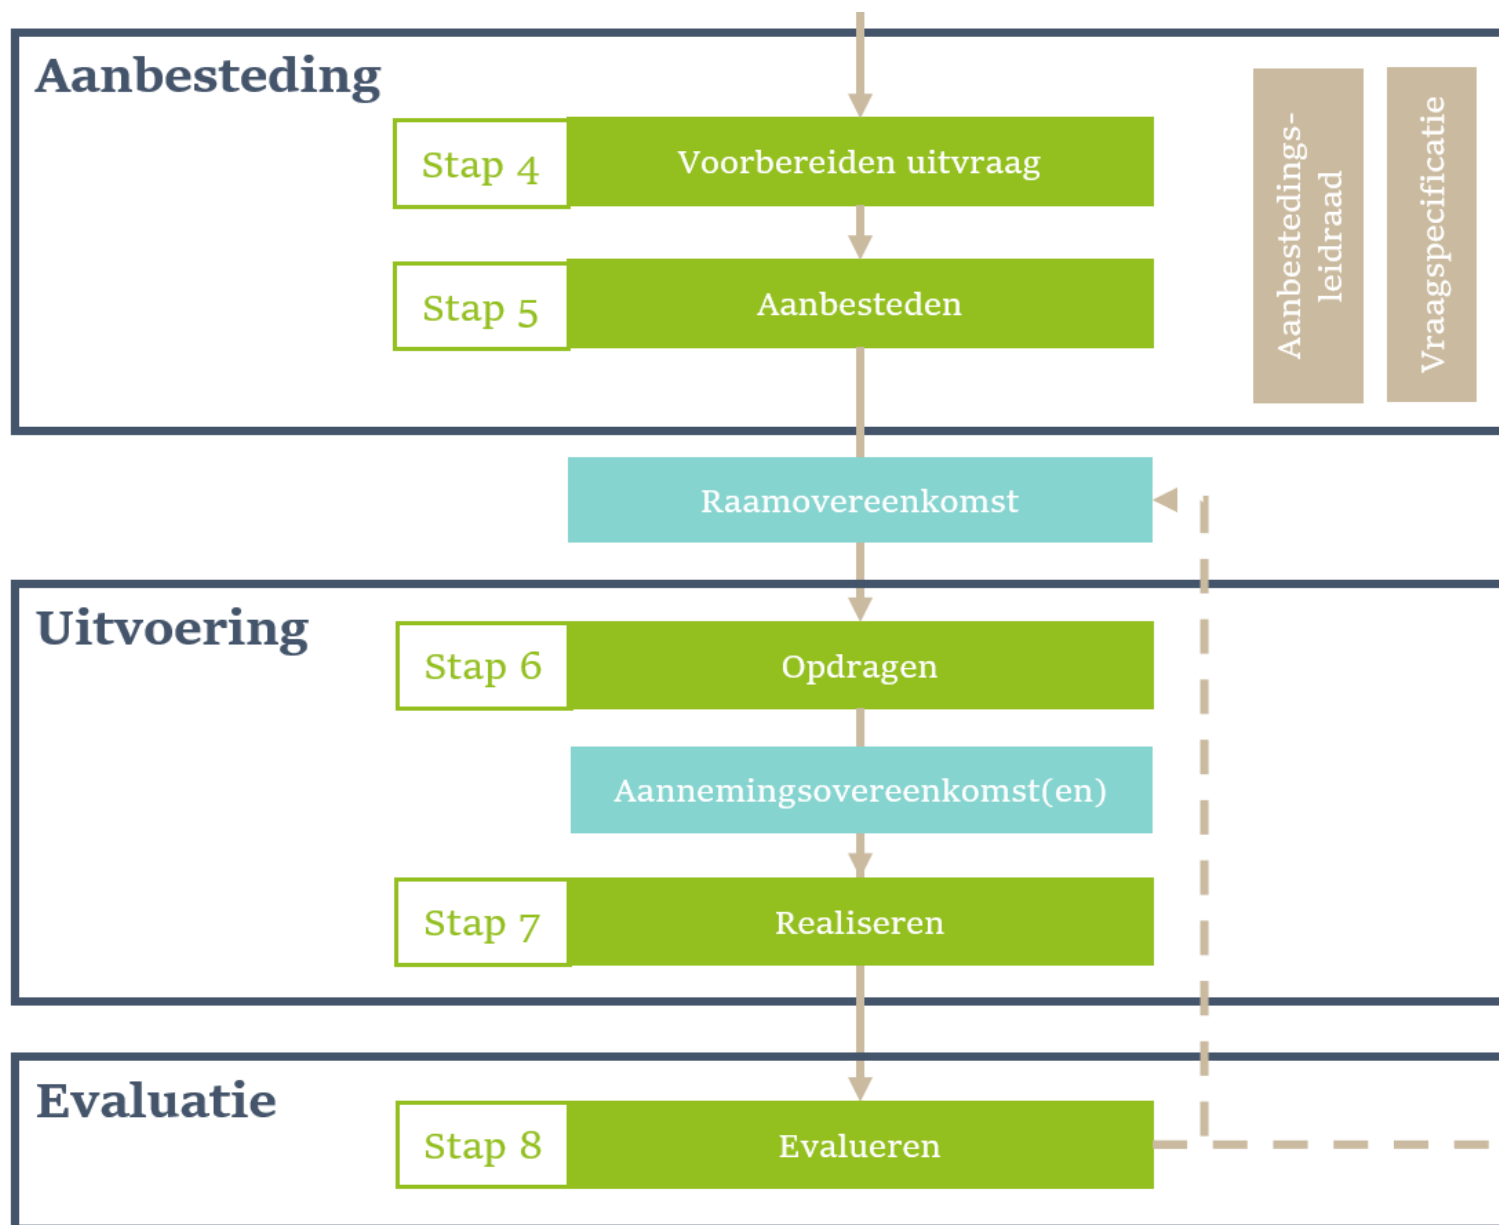 Aanbesteding
Stap 4
Voorbereiden uitvraag
Stap 5
Aanbesteden
Aanbestedings-
leidraad
Vraagspecificatie
Raamovereenkomst
Uitvoering
Stap 6
Opdragen
Aannemingsovereenkomst(en)
Stap 7
Realiseren
Evaluatie
Stap 8
Evalueren